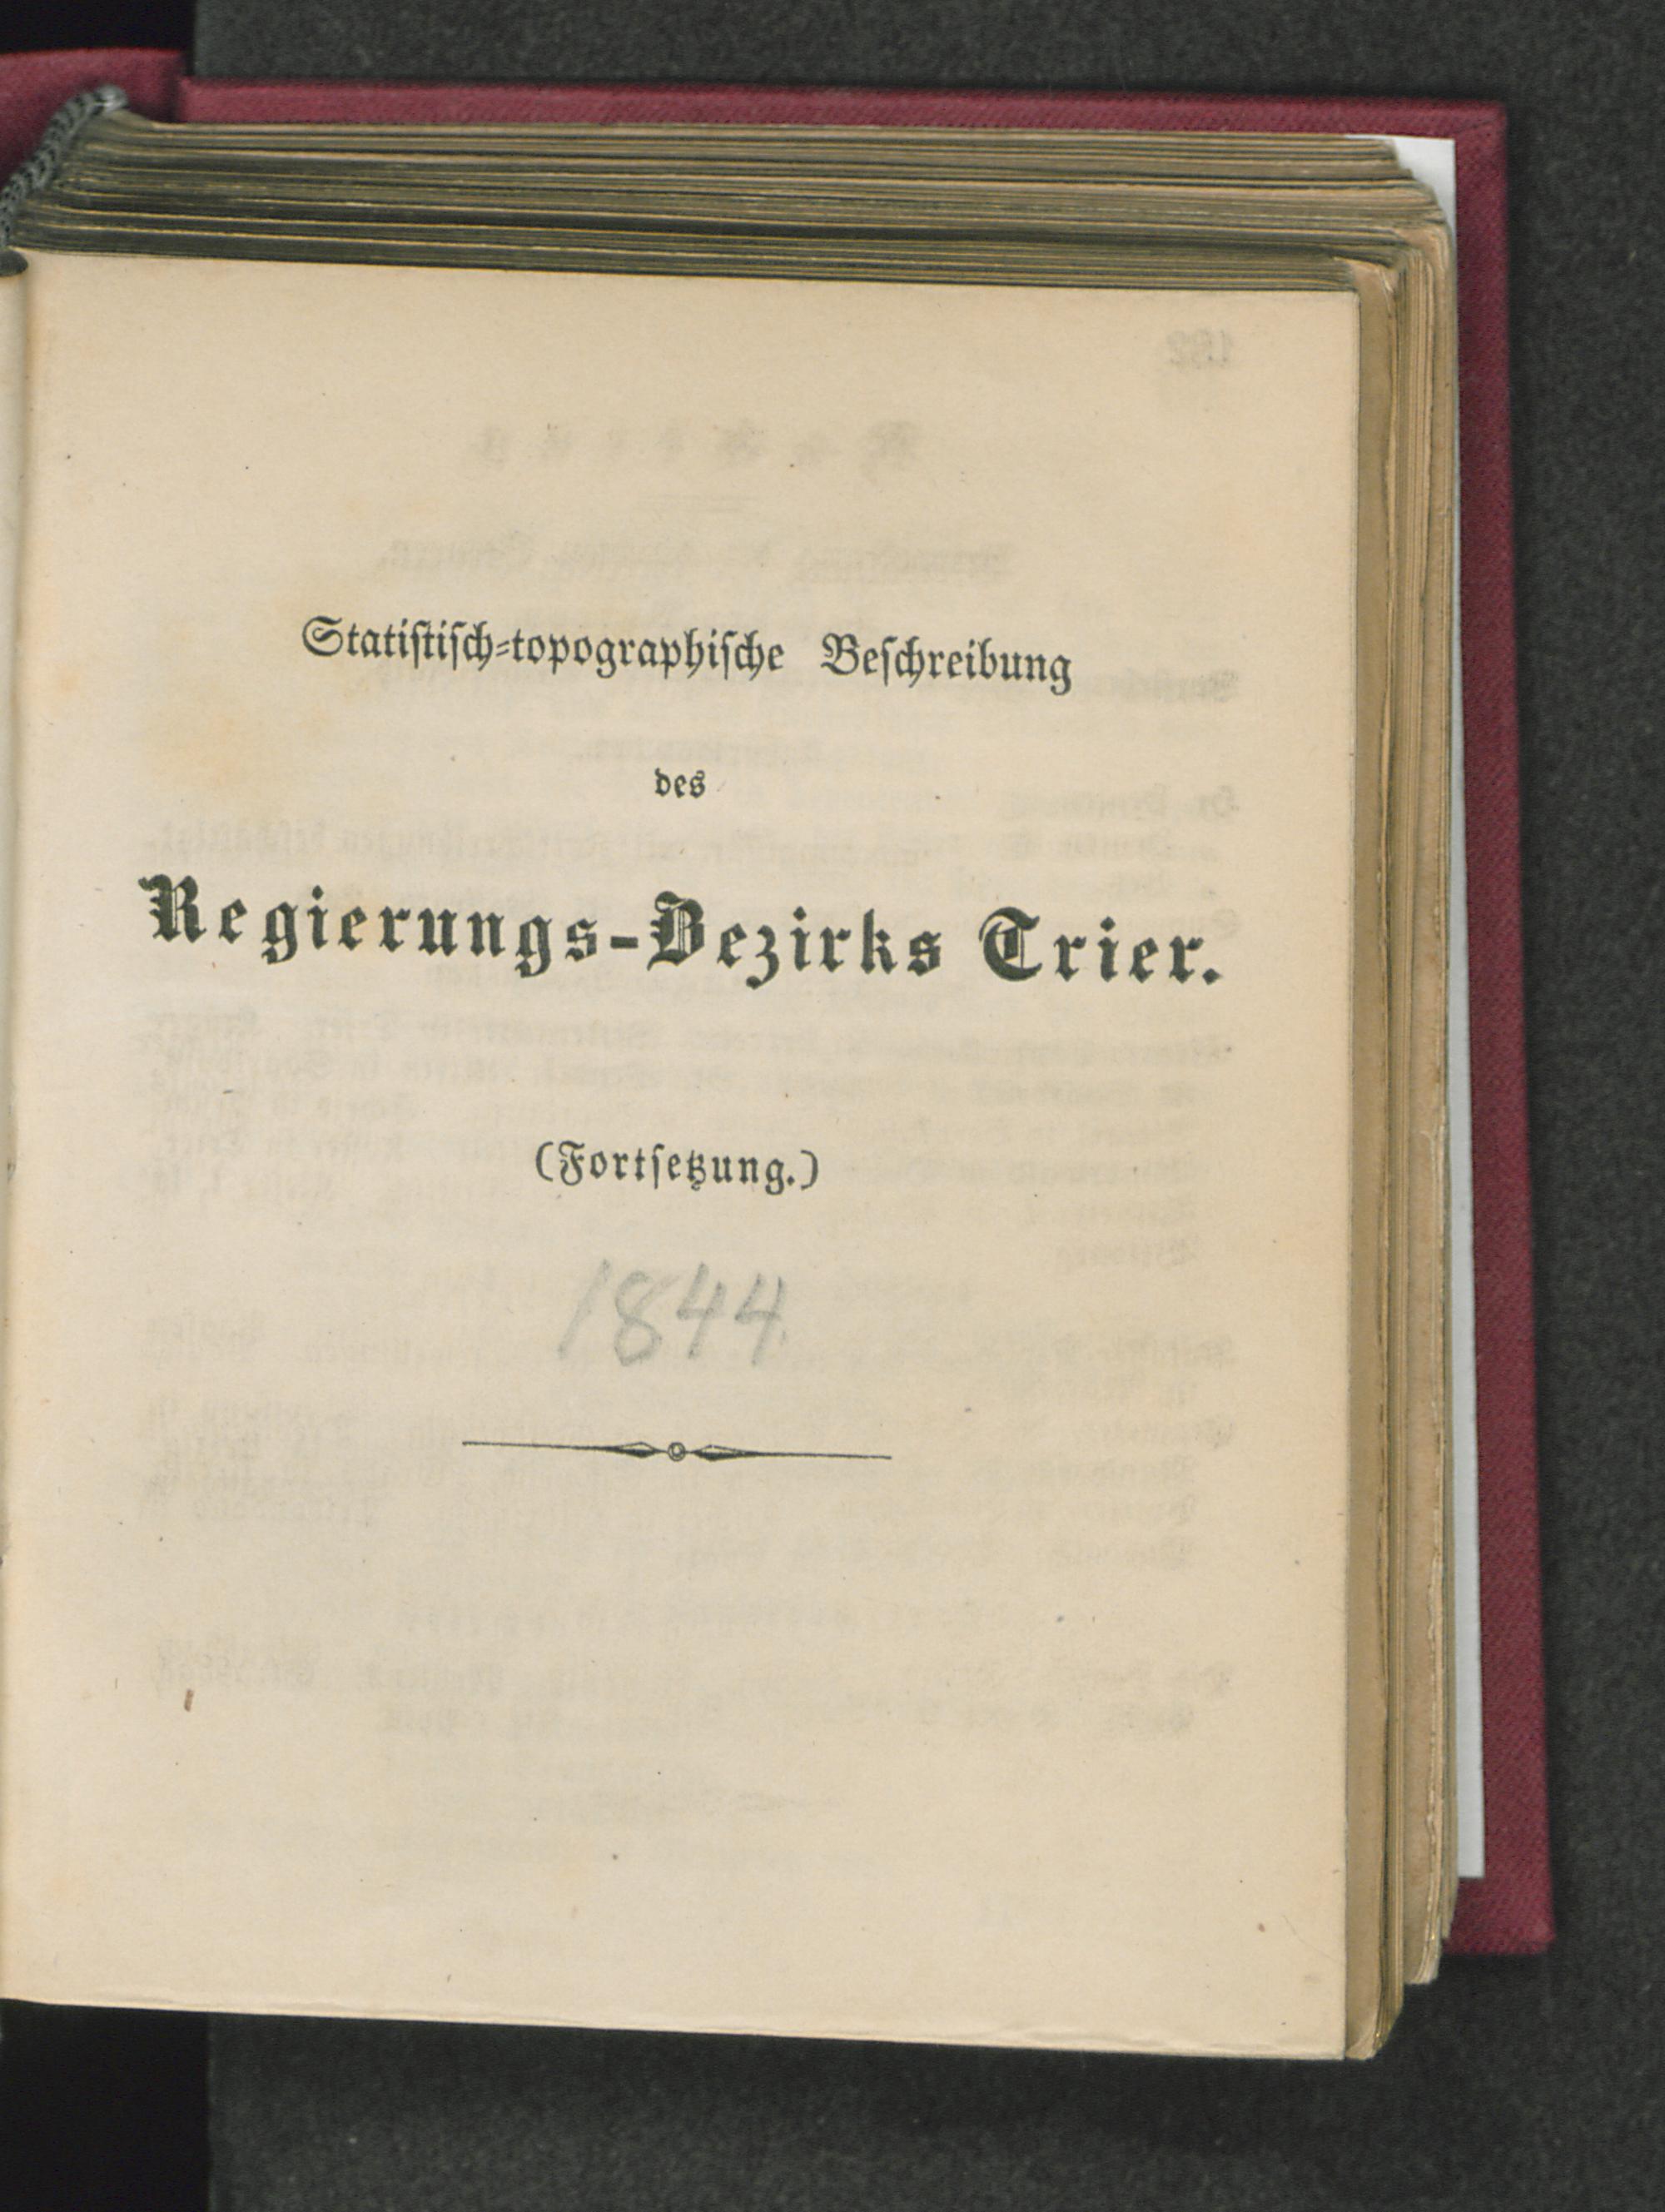 Statiſtiſch-topographiſche Beſchreibung
des
Regierungs-Bezirks Trier.
(Fortſetzung.)
1844